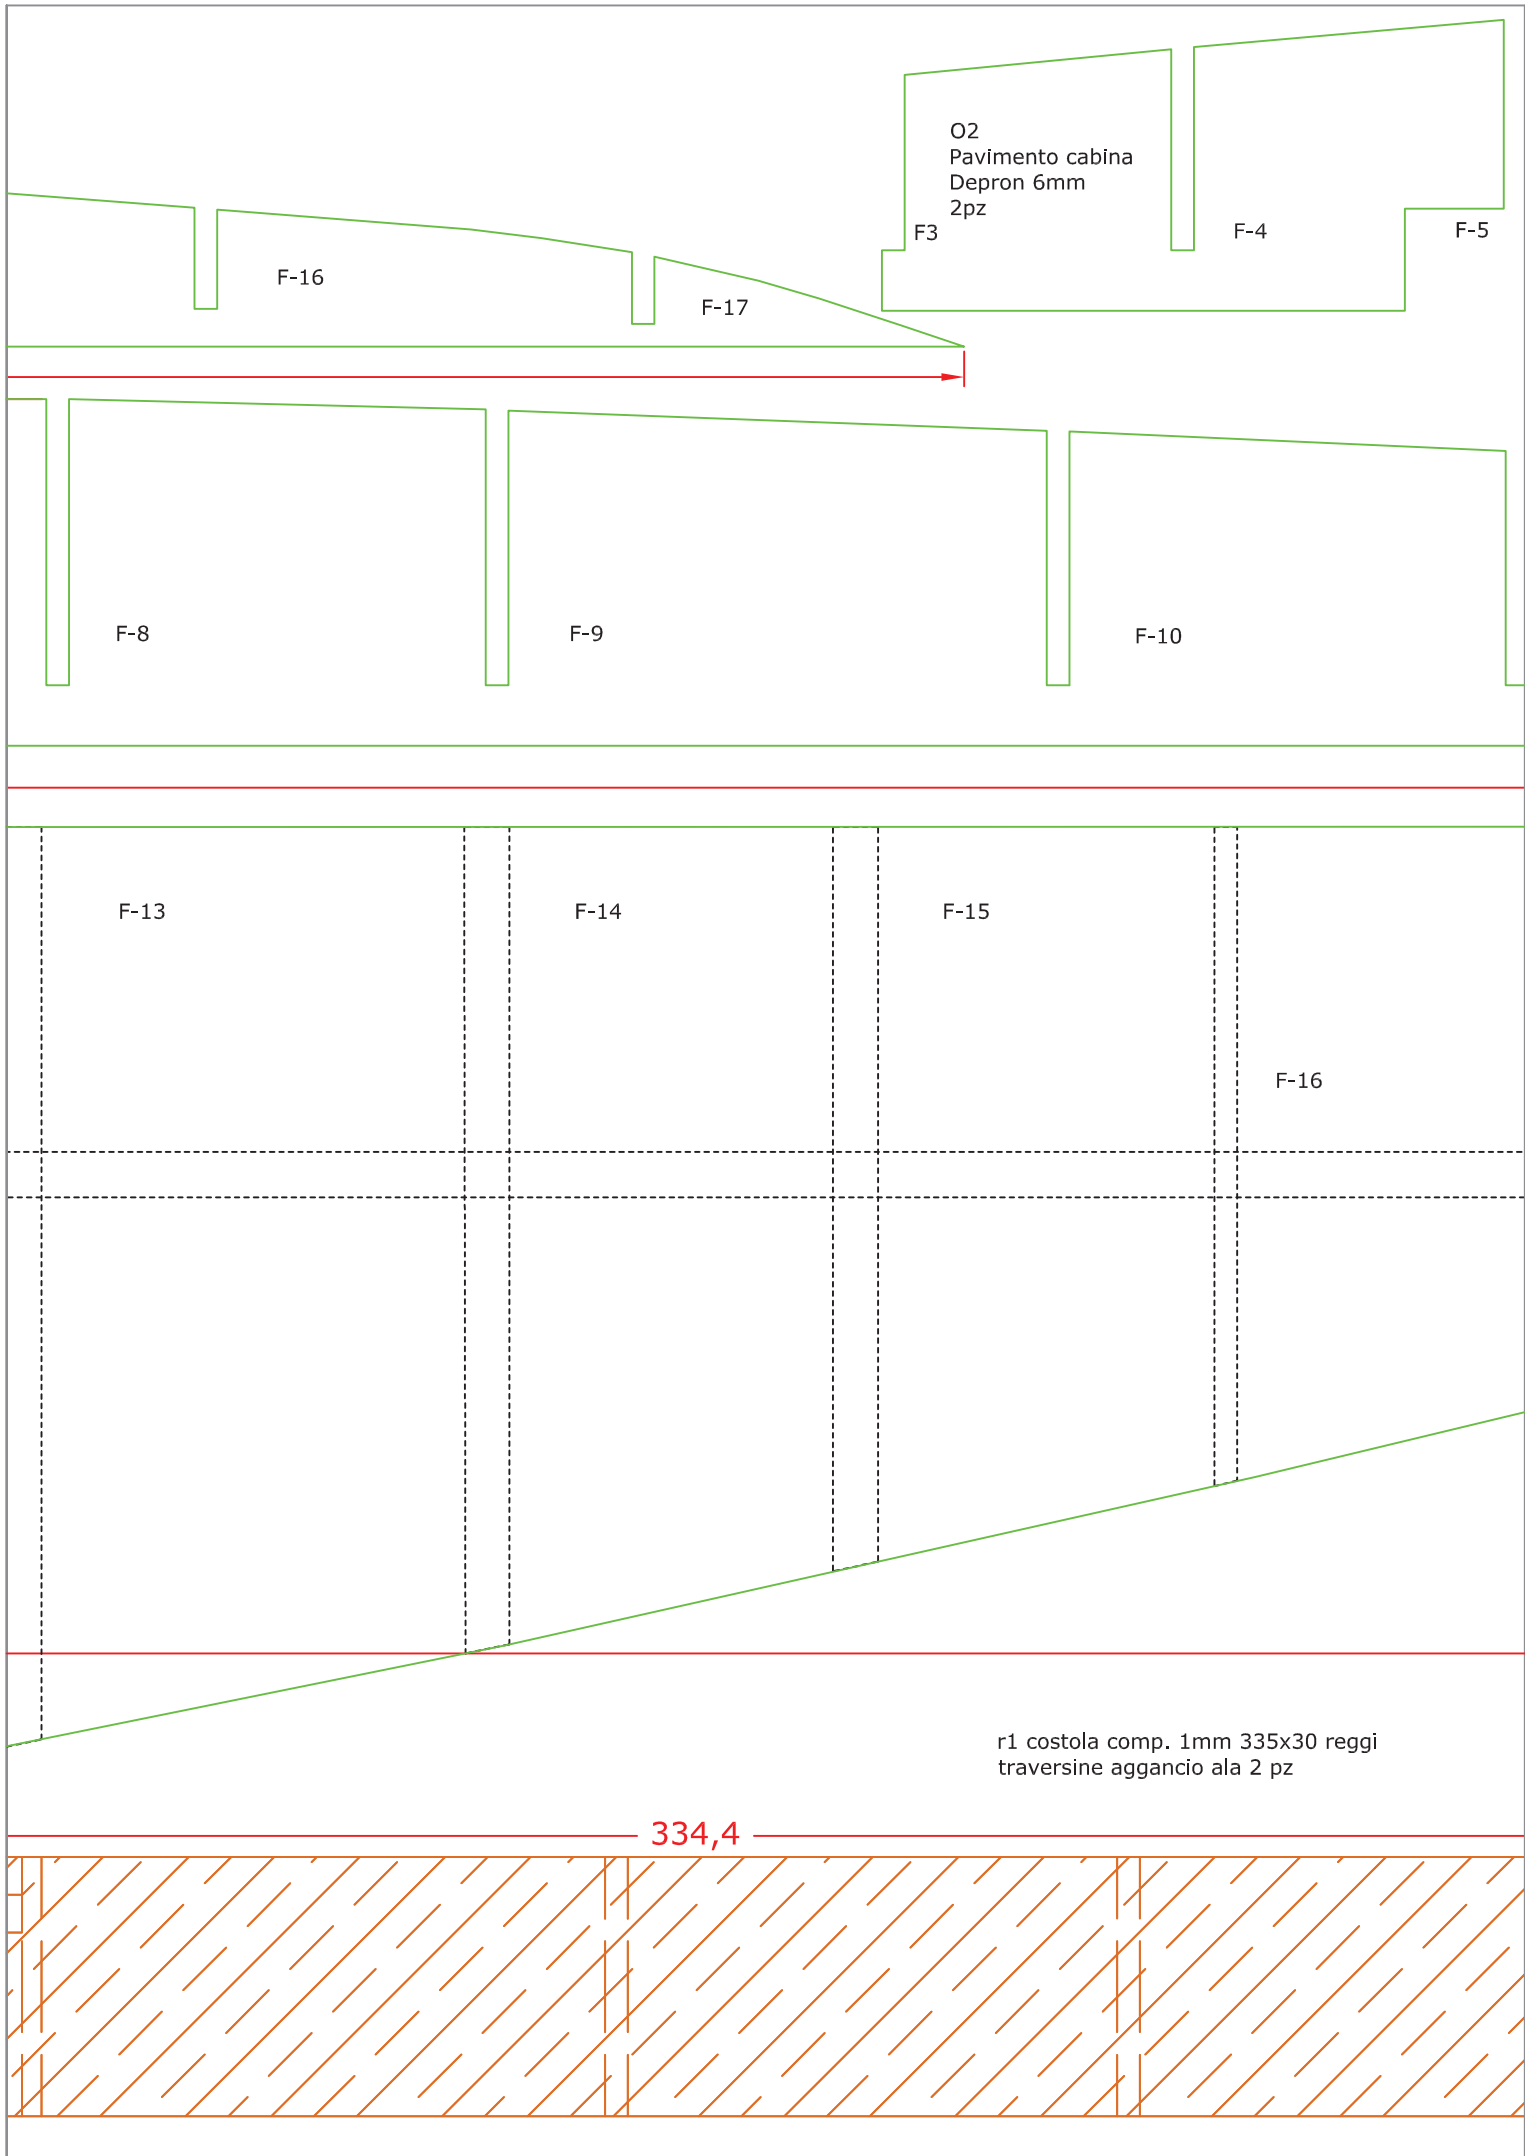 O2
Pavimento cabina
Depron 6mm
2pz
F3
F-4
F-5
F-16
F-17
F-8
F-9
F-10
F-13
F-14
F-15
F-16
r1 costola comp. 1mm 335x30 reggi
traversine aggancio ala 2 pz
334,4